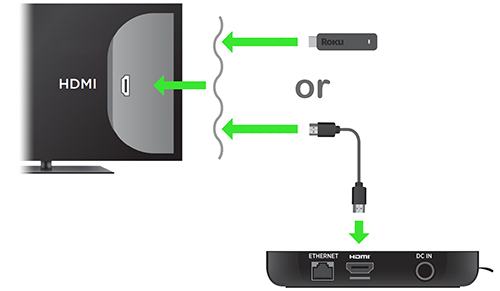 Roku
HDMI
or
ETHERNET HDMI DC IN